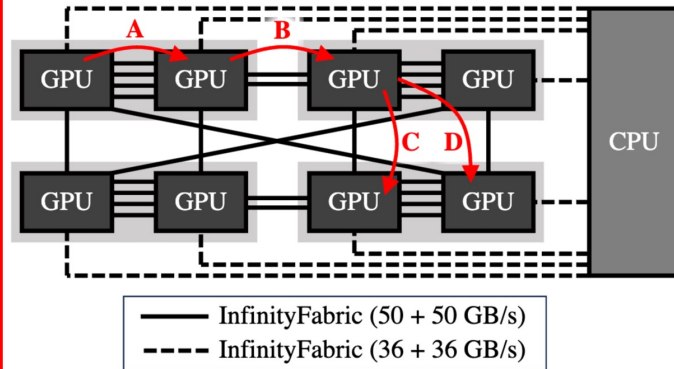 A B
GPU GPU GPU GPU
C D CPU
GPU GPU GPU GPU
InfinityFabric (50 + 50 GB/s)
InfinityFabric (36 + 36 GB/s)